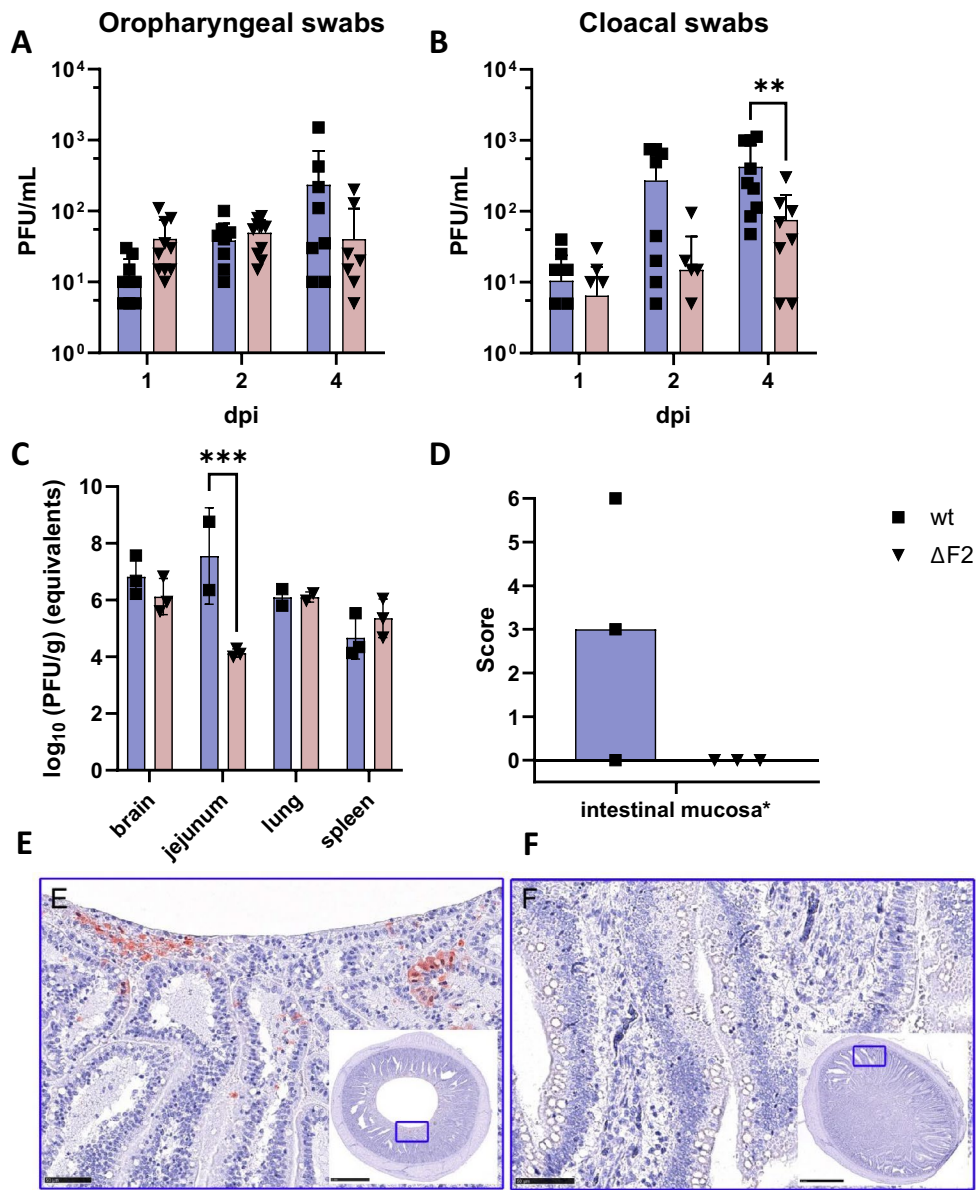 Oropharyngeal swabs
Cloacal swabs
A
B
10⁴
10³
10²
10¹
10⁰
PFU/mL
1
2
4
dpi
10⁴
10³
10²
10¹
10⁰
PFU/mL
**
1
2
4
dpi
C
D
***
10
8
6
4
2
0
log₁₀ (PFU/g) (equivalents)
brain
jejunum
lung
spleen
6
5
4
3
2
1
0
Score
intestinal mucosa*
wt
ΔF2
E
F
E
F